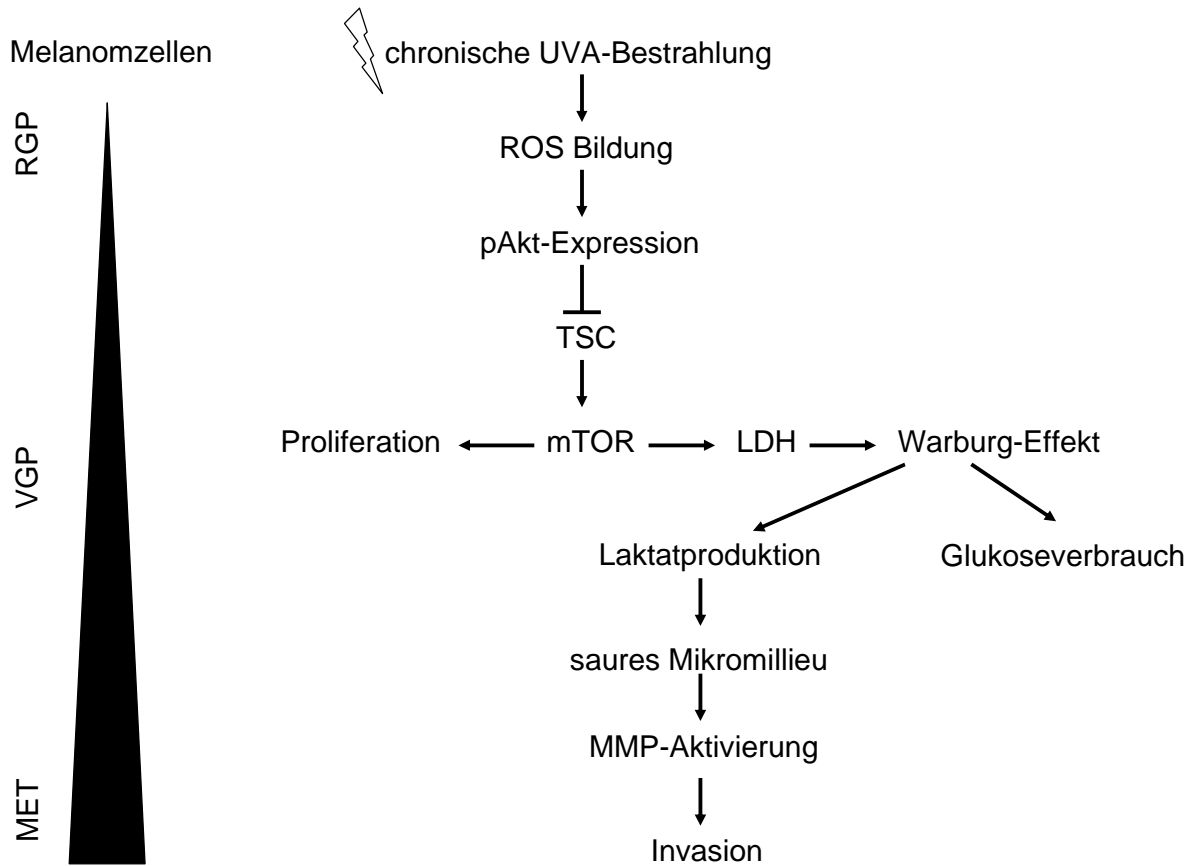 Melanomzellen
chronische UVA-Bestrahlung
RGP
ROS Bildung
pAkt-Expression
TSC
VGP
Proliferation
mTOR
LDH
Warburg-Effekt
Laktatproduktion
Glukoseverbrauch
saures Mikromillieu
MMP-Aktivierung
MET
Invasion